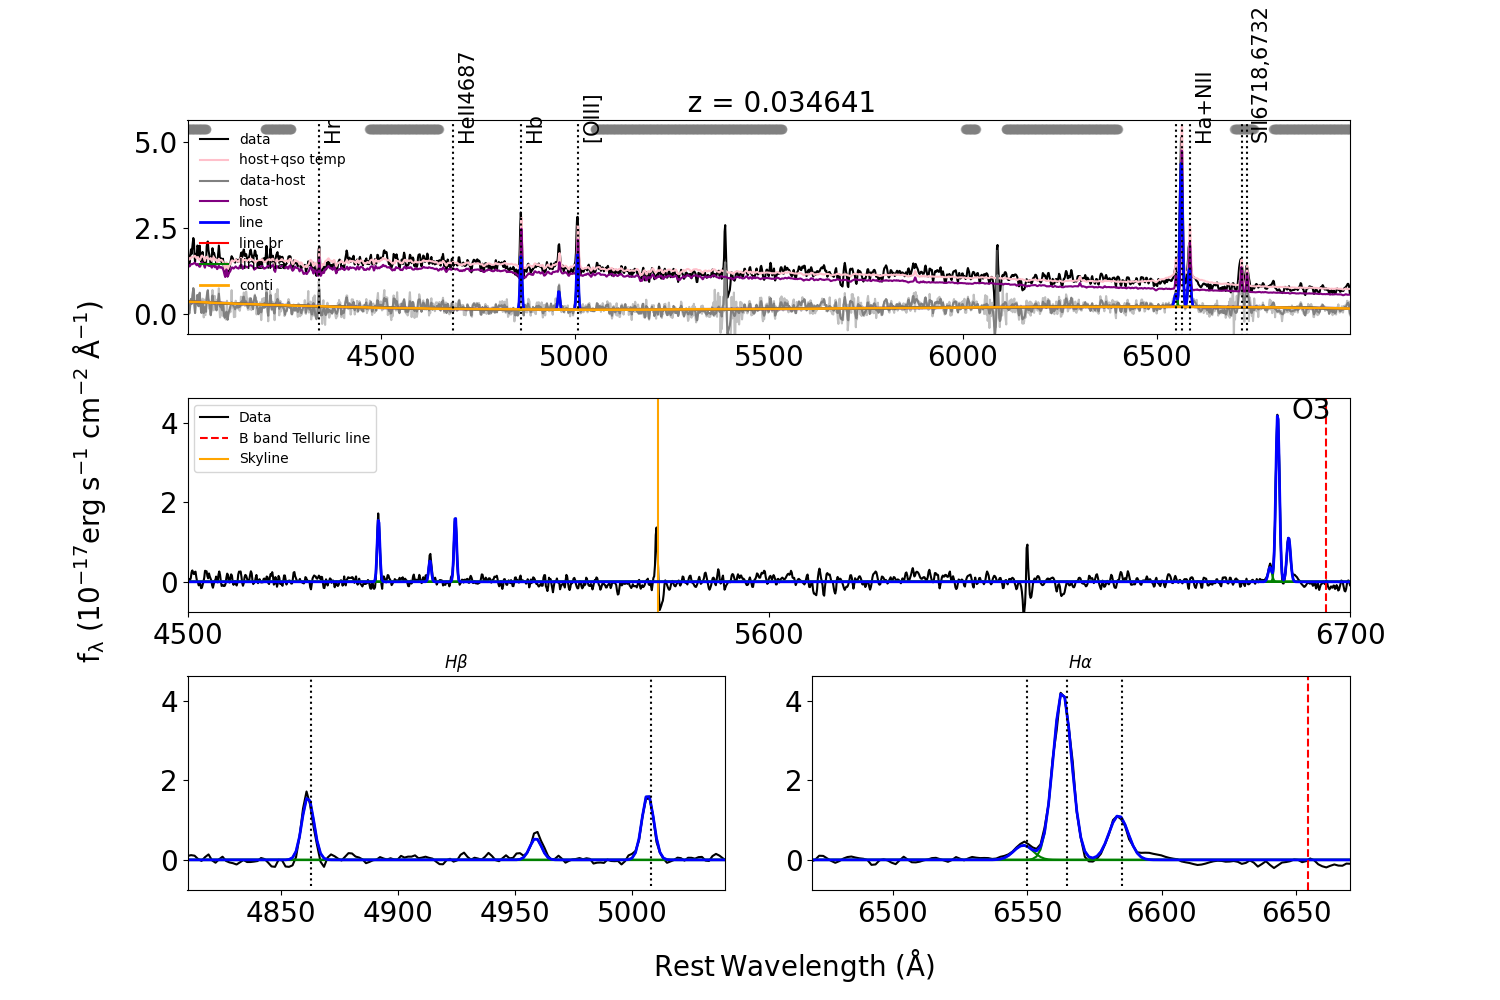 z = 0.034641
Hr
HeII4687
Hb
[OIII]
Ha+NII
SII6718,6732
data
host+qso temp
data-host
host
line
line br
conti
5.0
2.5
0.0
4500
5000
5500
6000
6500
fλ (10−17erg s−1 cm−2 Å−1)
Data
B band Telluric line
Skyline
O3
4
2
0
4500
5600
6700
Hβ
4
2
0
4850
4900
4950
5000
Hα
4
2
0
6500
6550
6600
6650
Rest Wavelength (Å)